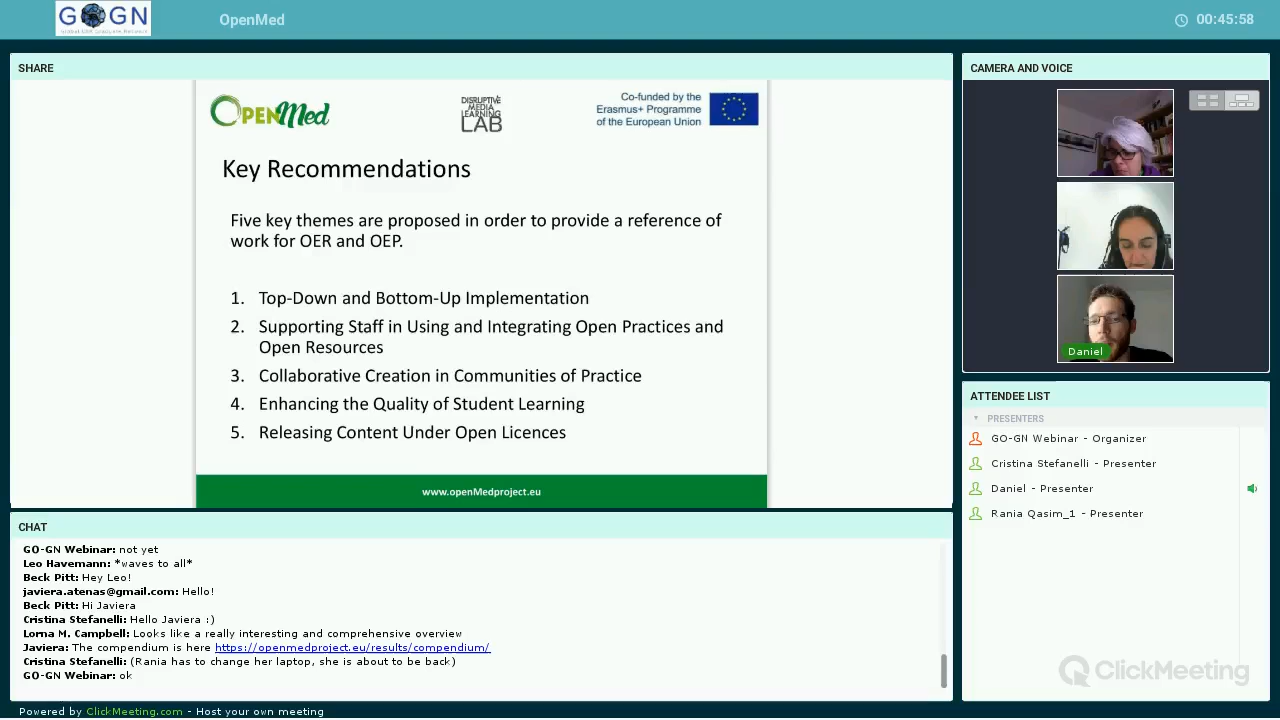 GO GN
OpenMed
00:45:58
SHARE
OPENMed
DISRUPTIVE
MEDIA
LEARNING
LAB
Co-funded by the
Erasmus+ Programme
of the European Union
Key Recommendations
Five key themes are proposed in order to provide a reference of
work for OER and OEP.
1. Top-Down and Bottom-Up Implementation
2. Supporting Staff in Using and Integrating Open Practices and
Open Resources
3. Collaborative Creation in Communities of Practice
4. Enhancing the Quality of Student Learning
5. Releasing Content Under Open Licences
www.openMedproject.eu
CAMERA AND VOICE
Daniel
ATTENDEE LIST
PRESENTERS
GO-GN Webinar - Organizer
Cristina Stefanelli - Presenter
Daniel - Presenter
Rania Qasim_1 - Presenter
CHAT
GO-GN Webinar: not yet
Leo Havemann: *waves to all*
Beck Pitt: Hey Leo!
javiera.atenas@gmail.com: Hello!
Beck Pitt: Hi Javiera
Cristina Stefanelli: Hello Javiera :)
Lorna M. Campbell: Looks like a really interesting and comprehensive overview
Javiera: The compendium is here https://openmedproject.eu/results/compendium/
Cristina Stefanelli: (Rania has to change her laptop, she is about to be back)
GO-GN Webinar: ok
ClickMeeting
Powered by ClickMeeting.com - Host your own meeting